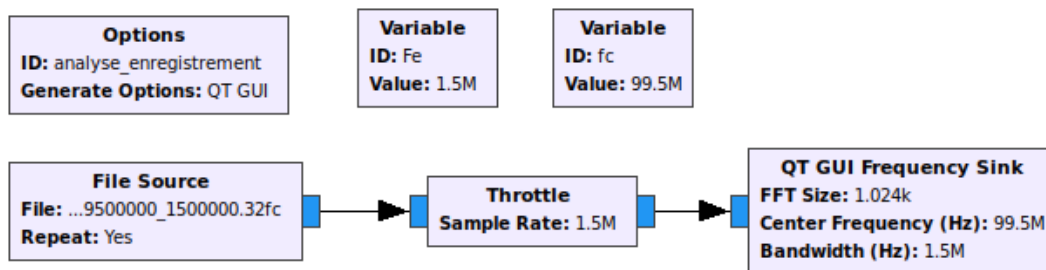 Options
ID: analyse_enregistrement
Generate Options: QT GUI
Variable
ID: Fe
Value: 1.5M
Variable
ID: fc
Value: 99.5M
File Source
File: ...9500000_1500000.32fc
Repeat: Yes
Throttle
Sample Rate: 1.5M
QT GUI Frequency Sink
FFT Size: 1.024k
Center Frequency (Hz): 99.5M
Bandwidth (Hz): 1.5M